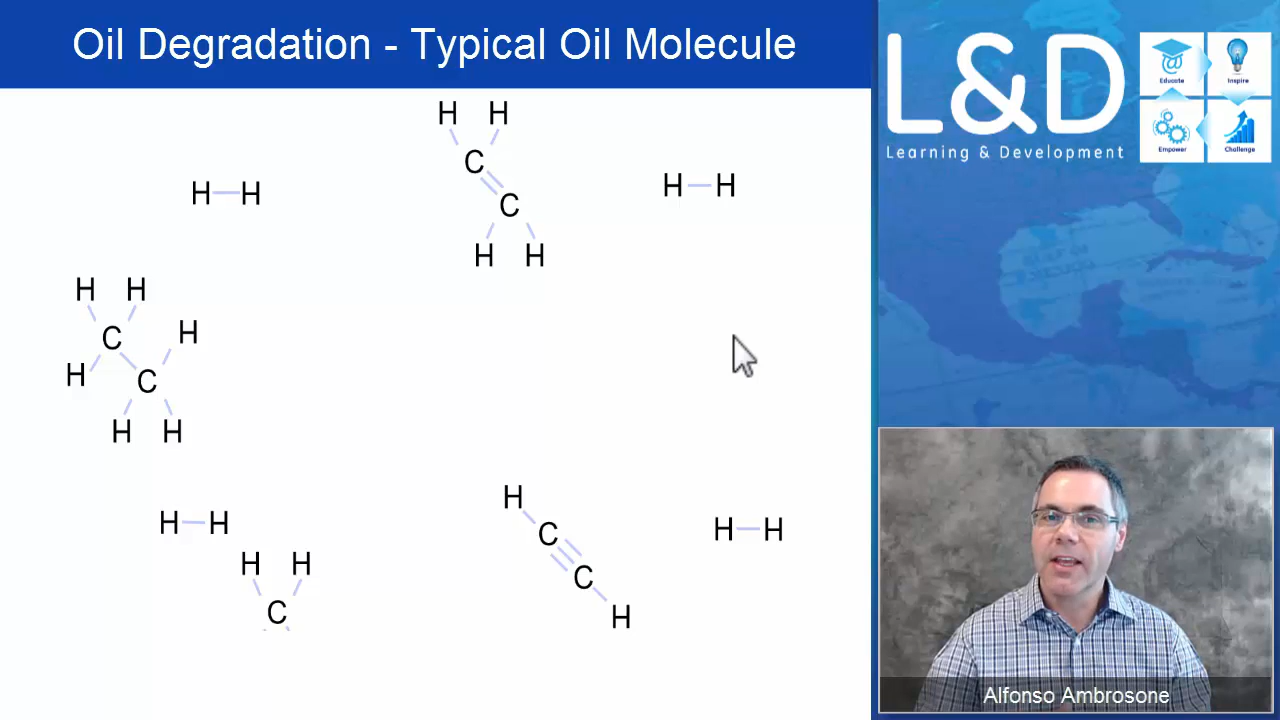 Oil Degradation - Typical Oil Molecule
L&D
Learning & Development
Educate
Inspire
Empower
Challenge
H H
C
H H
H H
C
H H
H H
H
C
H
C
H H
H
H H
C
H H
H H
H H
C
C
H
Alfonso Ambrosone